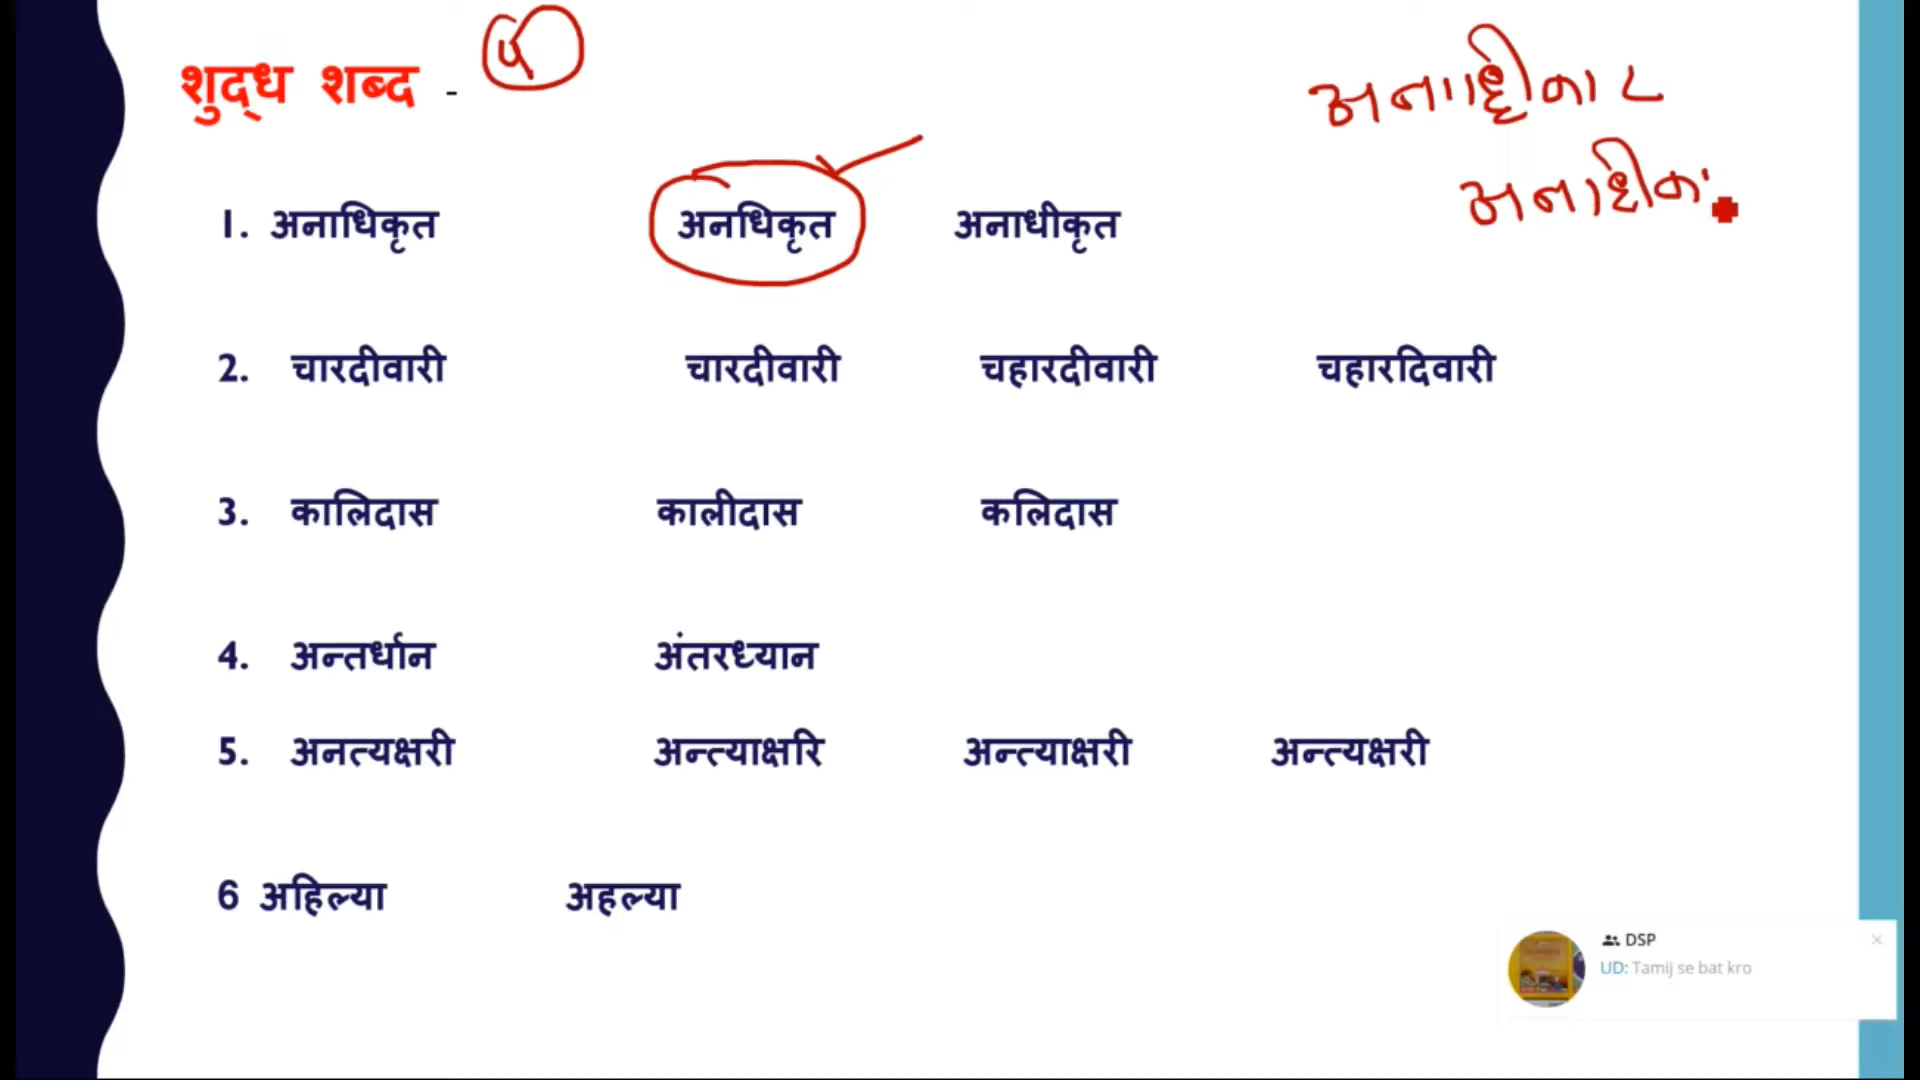 शुद्ध शब्द -
1. अनाधिकृत अनधिकृत अनाधीकृत
2. चारदीवारी चारदीवारी चहारदीवारी चहारदिवारी
3. कालिदास कालीदास कलिदास
4. अन्तर्धान अंतरध्यान
5. अनत्यक्षरी अन्त्याक्षरि अन्त्याक्षरी अन्त्यक्षरी
6 अहिल्या अहल्या
DSP
UD: Tamij se bat kro